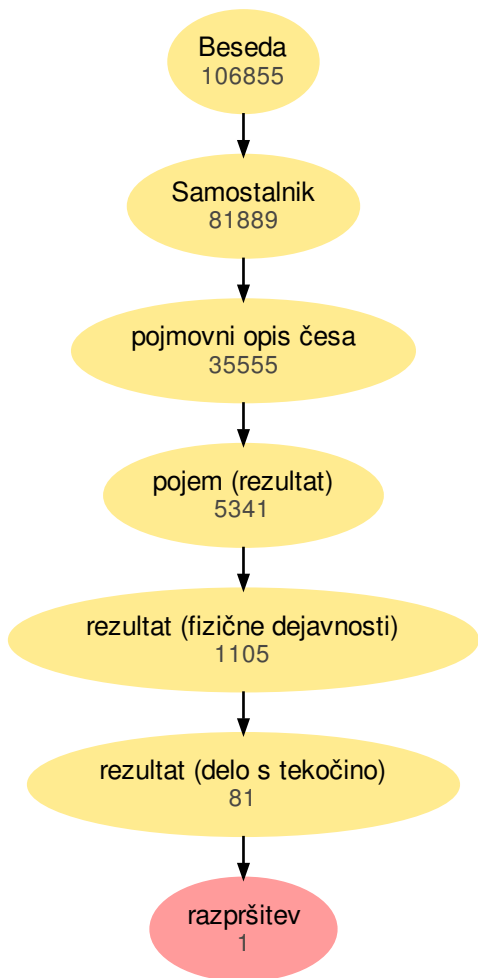 Beseda
106855
Samostalnik
81889
pojmovni opis česa
35555
pojem (rezultat)
5341
rezultat (fizične dejavnosti)
1105
rezultat (delo s tekočino)
81
razpršitev
1